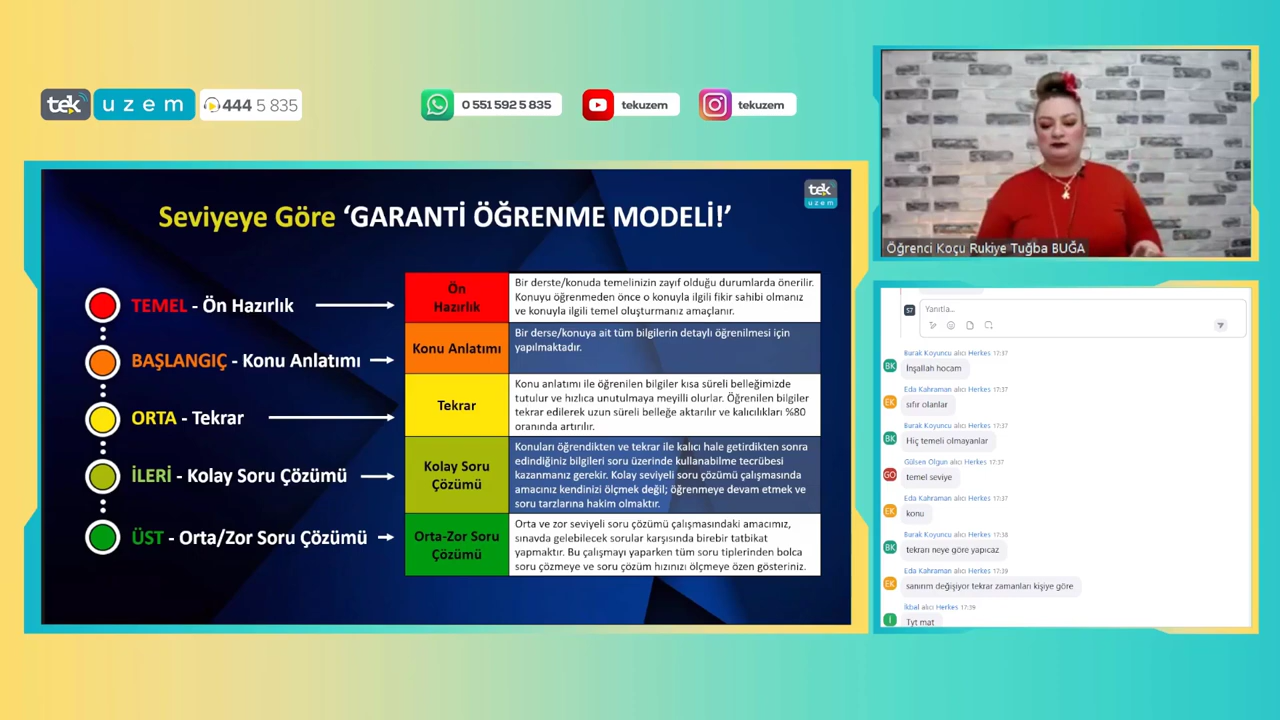 tek
uzem
444 5 835
0 551 592 5 835
tekuzem
tekuzem
tek
uzem
Seviyeye Göre ‘GARANTİ ÖĞRENME MODELİ!’
TEMEL - Ön Hazırlık
BAŞLANGIÇ - Konu Anlatımı
ORTA - Tekrar
İLERİ - Kolay Soru Çözümü
ÜST - Orta/Zor Soru Çözümü
Ön
Hazırlık
Bir derste/konuda temelinizin zayıf olduğu durumlarda önerilir.
Konuyu öğrenmeden önce o konuyla ilgili fikir sahibi olmanız
ve konuyla ilgili temel oluşturmanız amaçlanır.
Konu Anlatımı
Bir derse/konuya ait tüm bilgilerin detaylı öğrenilmesi için
yapılmaktadır.
Tekrar
Konu anlatımı ile öğrenilen bilgiler kısa süreli belleğimizde
tutulur ve hızlıca unutulmaya meyilli olurlar. Öğrenilen bilgiler
tekrar edilerek uzun süreli belleğe aktarılır ve kalıcılıkları %80
oranında artırılır.
Kolay Soru
Çözümü
Konuları öğrendikten ve tekrar ile kalıcı hale getirdikten sonra
edindiğiniz bilgileri soru üzerinde kullanabilme tecrübesi
kazanmanız gerekir. Kolay seviyeli soru çözümü çalışmasında
amacınız kendinizi ölçmek değil; öğrenmeye devam etmek ve
soru tarzlarına hakim olmaktır.
Orta-Zor Soru
Çözümü
Orta ve zor seviyeli soru çözümü çalışmasındaki amacımız,
sınavda gelebilecek sorular karşısında birebir tatbikat
yapmaktır. Bu çalışmayı yaparken tüm soru tiplerinden bolca
soru çözmeye ve soru çözüm hızınızı ölçmeye özen gösteriniz.
Öğrenci Koçu Rukiye Tuğba BUĞA
Yanıtla...
Burak Koyuncu alıcı Herkes 17:37
BK
İnşallah hocam
Eda Kahraman alıcı Herkes 17:37
EK
sıfır olanlar
Burak Koyuncu alıcı Herkes 17:37
BK
Hiç temeli olmayanlar
Gülsen Olgun alıcı Herkes 17:37
GO
temel seviye
Eda Kahraman alıcı Herkes 17:37
EK
konu
Burak Koyuncu alıcı Herkes 17:38
BK
tekrarı neye göre yapıcaz
Eda Kahraman alıcı Herkes 17:39
EK
sanırım değişiyor tekrar zamanları kişiye göre
İkbal alıcı Herkes 17:39
I
Tyt mat